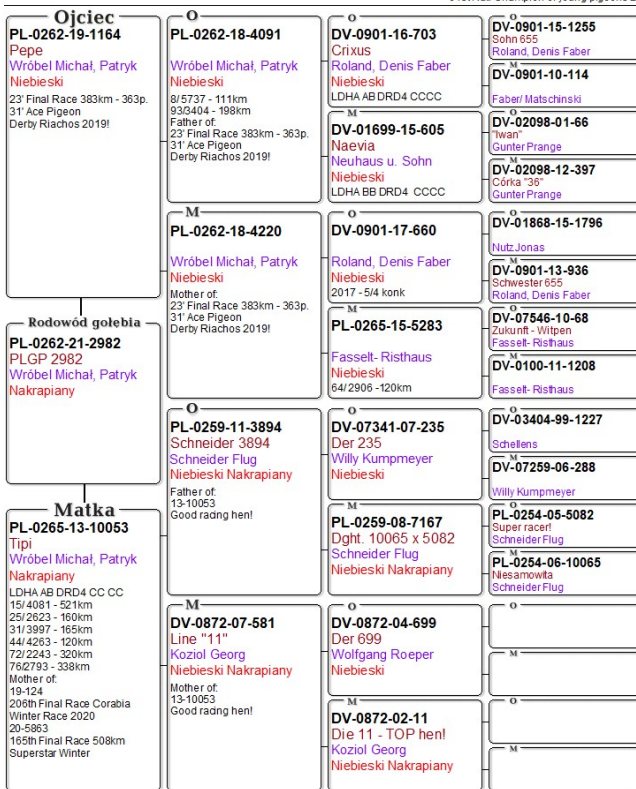 Ojciec
PL-0262-19-1164
Pepe
Wróbel Michał, Patryk
Niebieski
23' Final Race 383km - 363p.
31' Ace Pigeon
Derby Riachos 2019!
Rodowód gołębia
PL-0262-21-2982
PLGP 2982
Wróbel Michał, Patryk
Nakrapiany
Matka
PL-0265-13-10053
Tipi
Wróbel Michał, Patryk
Nakrapiany
LDHA AB DRD4 CC CC
15/4081 - 521km
25/2623 - 160km
31/3997 - 165km
44/4263 - 120km
72/2243 - 320km
76/2793 - 338km
Mother of:
19-124
206th Final Race Corabia
Winter Race 2020
20-5863
165th Final Race 508km
Superstar Winter
O
PL-0262-18-4091
Wróbel Michał, Patryk
Niebieski
8/5737 - 111km
93/3404 - 198km
Father of:
23' Final Race 383km - 363p.
31' Ace Pigeon
Derby Riachos 2019!
M
PL-0262-18-4220
Wróbel Michał, Patryk
Niebieski
Mother of:
23' Final Race 383km - 363p.
31' Ace Pigeon
Derby Riachos 2019!
O
PL-0259-11-3894
Schneider 3894
Schneider Flug
Niebieski Nakrapiany
Father of:
13-10053
Good racing hen!
M
DV-0872-07-581
Line "11"
Koziol Georg
Niebieski Nakrapiany
Mother of:
13-10053
Good racing hen!
O
DV-0901-16-703
Crixus
Roland, Denis Faber
Niebieski
LDHA AB DRD4 CCCC
M
DV-01699-15-605
Naevia
Neuhaus u. Sohn
Niebieski
LDHA BB DRD4 CCCC
O
DV-0901-17-660
Roland, Denis Faber
Niebieski
2017 - 5/4 konk
M
PL-0265-15-5283
Fasselt- Risthaus
Niebieski
64/2906 -120km
O
DV-07341-07-235
Der 235
Willy Kumpmeyer
Niebieski
M
PL-0259-08-7167
Dght. 10065 x 5082
Schneider Flug
Niebieski Nakrapiany
O
DV-0872-04-699
Der 699
Wolfgang Roeper
Niebieski
M
DV-0872-02-11
Die 11 - TOP hen!
Koziol Georg
Niebieski Nakrapiany
O
DV-0901-15-1255
Sohn 655
Roland, Denis Faber
M
DV-0901-10-114
Faber/ Matschinski
O
DV-02098-01-66
"Iwan"
Gunter Prange
M
DV-02098-12-397
Córka "36"
Gunter Prange
O
DV-01868-15-1796
Nutz Jonas
M
DV-0901-13-936
Schwester 655
Roland, Denis Faber
O
DV-07546-10-68
Zukunft - Witpen
Fasselt- Risthaus
M
DV-0100-11-1208
Fasselt- Risthaus
O
DV-03404-99-1227
Schellens
M
DV-07259-06-288
Willy Kumpmeyer
O
PL-0254-05-5082
Super racer!
Schneider Flug
M
PL-0254-06-10065
Niesamowita
Schneider Flug
O
M
O
M